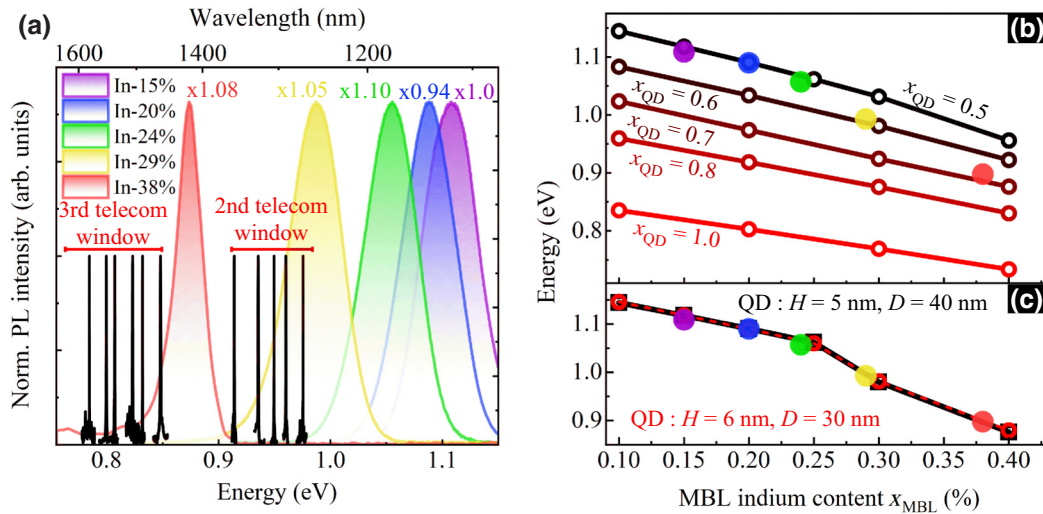 Wavelength (nm)
(a)
1600
1400
1200
In-15%
In-20%
In-24%
In-29%
In-38%
x1.08
x1.05
x1.10
x0.94
x1.0
3rd telecom
window
2nd telecom
window
Norm. PL intensity (arb. units)
0.8
0.9
1.0
1.1
Energy (eV)
(b)
1.1
1.0
0.9
0.8
x_QD = 0.5
x_QD = 0.6
x_QD = 0.7
x_QD = 0.8
x_QD = 1.0
Energy (eV)
(c)
QD : H = 5 nm, D = 40 nm
1.1
1.0
0.9
QD : H = 6 nm, D = 30 nm
0.10
0.15
0.20
0.25
0.30
0.35
0.40
MBL indium content x_MBL (%)